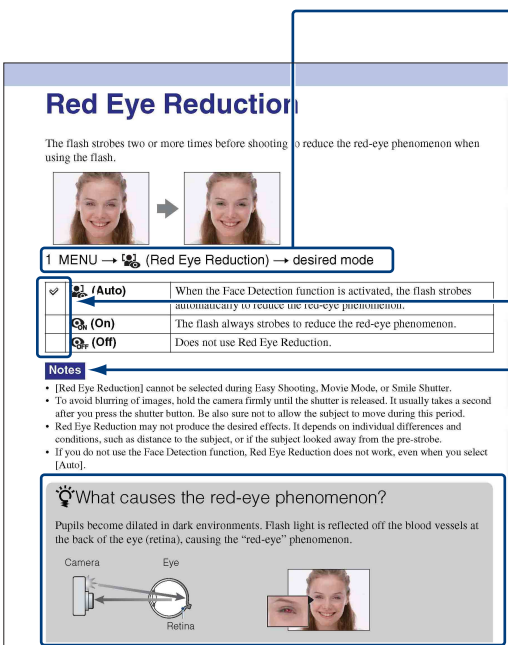 Red Eye Reduction
The flash strobes two or more times before shooting to reduce the red-eye phenomenon when
using the flash.
1 MENU → (Red Eye Reduction) → desired mode
(Auto) When the Face Detection function is activated, the flash strobes
automatically to reduce the red-eye phenomenon.
ON (On) The flash always strobes to reduce the red-eye phenomenon.
OFF (Off) Does not use Red Eye Reduction.
Notes
• [Red Eye Reduction] cannot be selected during Easy Shooting, Movie Mode, or Smile Shutter.
• To avoid blurring of images, hold the camera firmly until the shutter is released. It usually takes a second
after you press the shutter button. Be also sure not to allow the subject to move during this period.
• Red Eye Reduction may not produce the desired effects. It depends on individual differences and
conditions, such as distance to the subject, or if the subject looked away from the pre-strobe.
• If you do not use the Face Detection function, Red Eye Reduction does not work, even when you select
[Auto].
What causes the red-eye phenomenon?
Pupils become dilated in dark environments. Flash light is reflected off the blood vessels at
the back of the eye (retina), causing the “red-eye” phenomenon.
Camera Eye
Retina